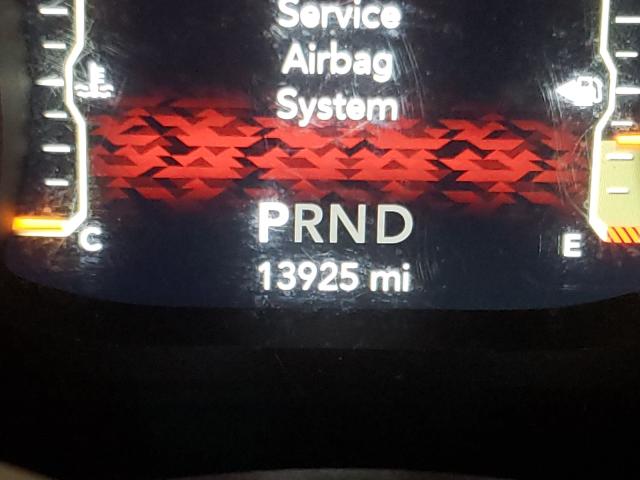 Service
Airbag
System
PRND
C
E
13925 mi